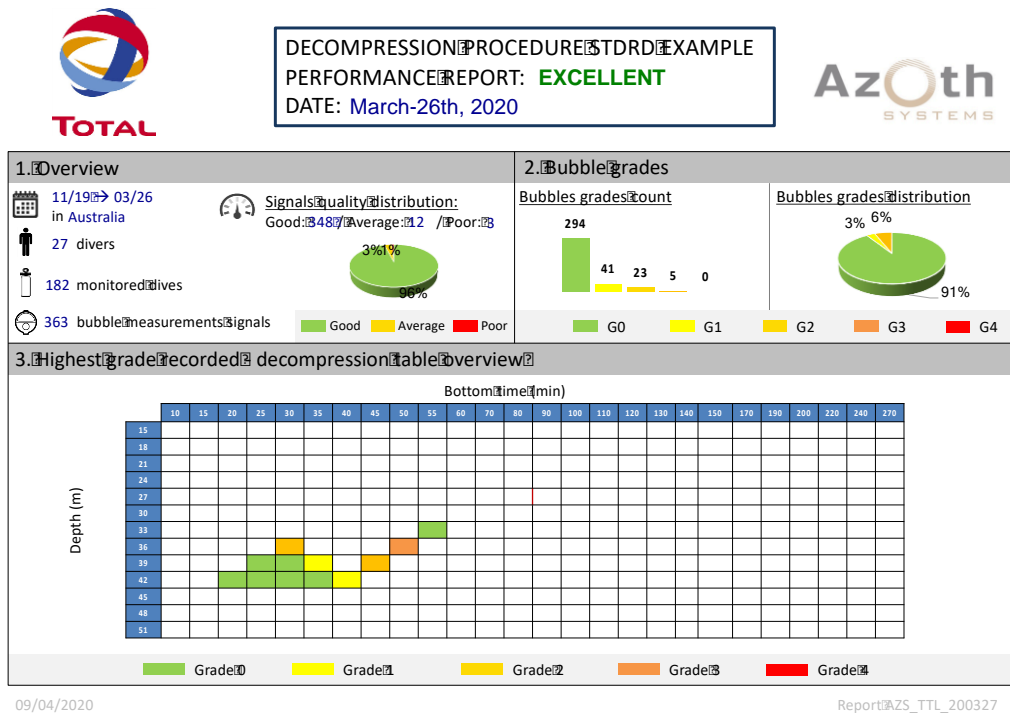 TOTAL
DECOMPRESSION PROCEDURE STDRD EXAMPLE
PERFORMANCE REPORT: EXCELLENT
DATE: March-26th, 2020
AzOth
SYSTEMS
1. Overview
11/19 → 03/26
in Australia
27 divers
182 monitored dives
363 bubble measurements signals
Signals quality distribution:
Good: 348 / Average: 12 / Poor: 3
3% 1%
96%
Good Average Poor
2. Bubble grades
Bubbles grades count
294 41 23 5 0
Bubbles grades distribution
3% 6%
91%
G0 G1 G2 G3 G4
3. Highest grade recorded decompression table overview
Bottom time (min)
10 15 20 25 30 35 40 45 50 55 60 70 80 90 100 110 120 130 140 150 170 190 200 220 240 270
Depth (m)
15
18
21
24
27
30
33
36
39
42
45
48
51
Grade 0 Grade 1 Grade 2 Grade 3 Grade 4
09/04/2020
Report AZS_TTL_200327